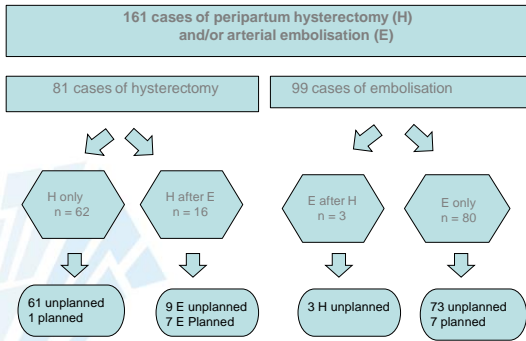 161 cases of peripartum hysterectomy (H)
and/or arterial embolisation (E)
81 cases of hysterectomy
99 cases of embolisation
H only
n = 62
H after E
n = 16
E after H
n = 3
E only
n = 80
61 unplanned
1 planned
9 E unplanned
7 E Planned
3 H unplanned
73 unplanned
7 planned